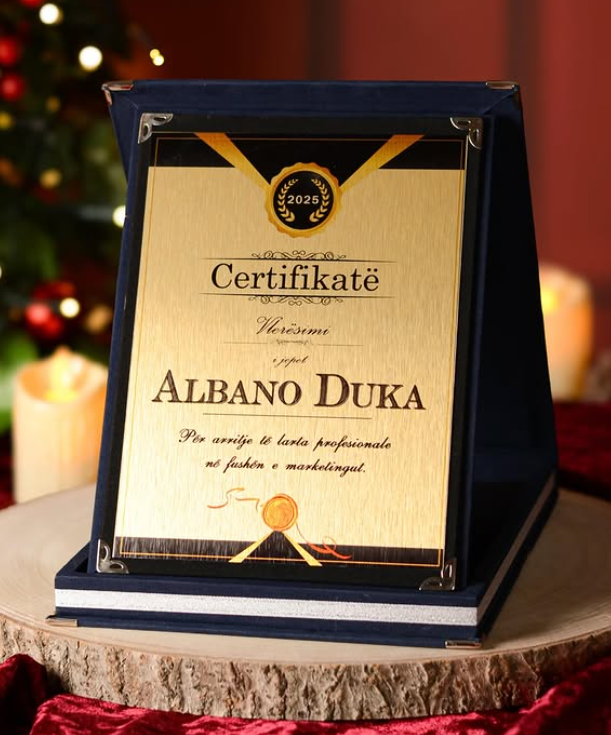 2025
Certifikatë
Vlerësimi
i jepet
ALBANO DUKA
Për arritje të larta profesionale
në fushën e marketingut.